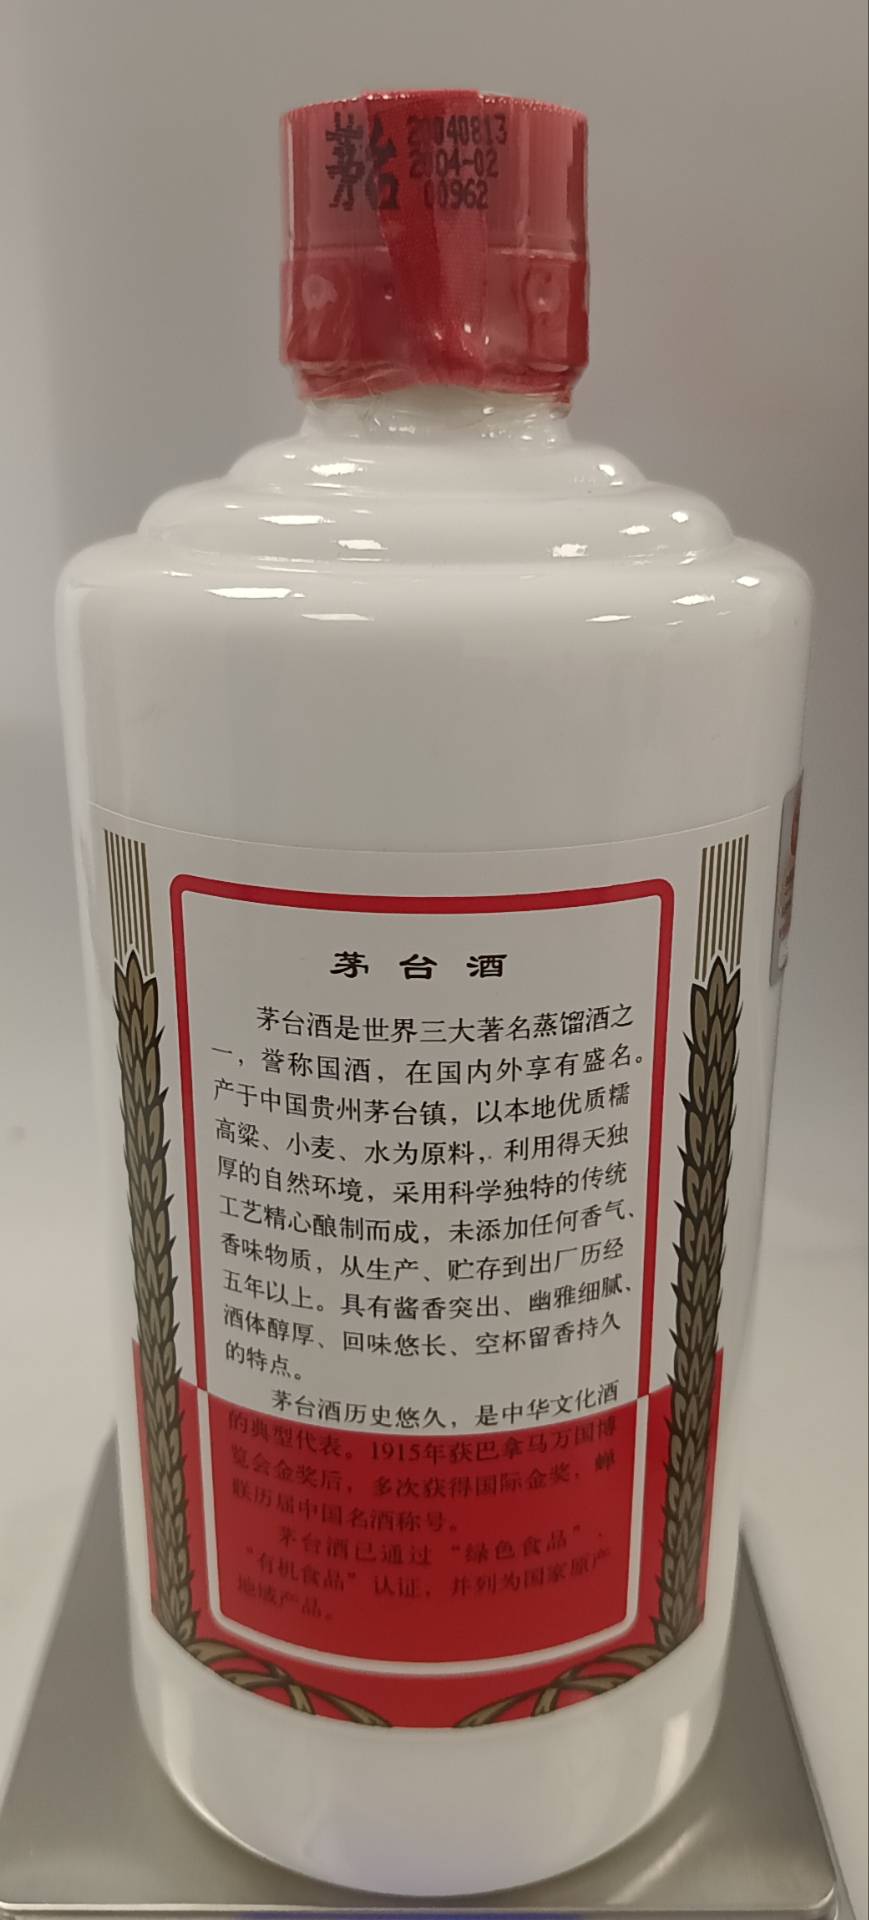 茅台
20040813
2004-02
00962
茅台酒
茅台酒是世界三大著名蒸馏酒之
一，誉称国酒，在国内外享有盛名。
产于中国贵州茅台镇，以本地优质糯
高粱、小麦、水为原料，利用得天独
厚的自然环境，采用科学独特的传统
工艺精心酿制而成，未添加任何香气、
香味物质，从生产、贮存到出厂历经
五年以上。具有酱香突出、幽雅细腻、
酒体醇厚、回味悠长、空杯留香持久
的特点。
茅台酒历史悠久，是中华文化酒
的典型代表。1915年获巴拿马万国博
览会金奖后，多次获得国际金奖，蝉
联历届中国名酒称号。
茅台酒已通过“绿色食品”、
“有机食品”认证，并列为国家原产
地域产品。